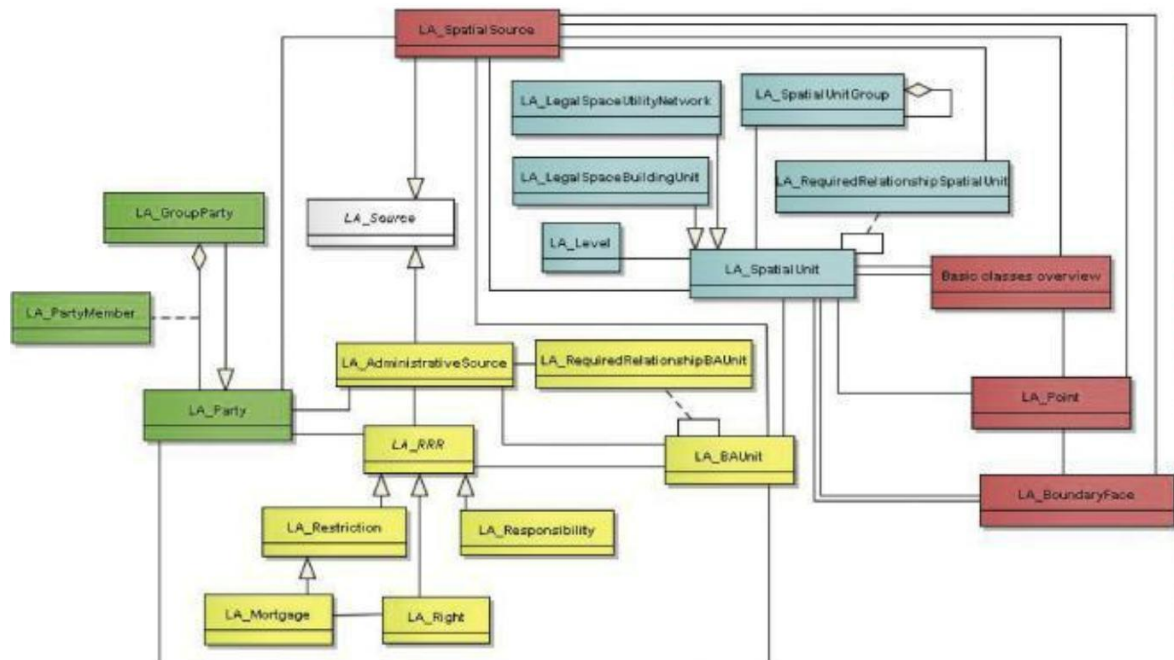 LA_SpatialSource
LA_LegalSpaceUtilityNetwork
LA_SpatialUnitGroup
LA_LegalSpaceBuildingUnit
LA_RequiredRelationshipSpatialUnit
LA_GroupParty
LA_Source
LA_Level
LA_SpatialUnit
Basic classes overview
LA_PartyMember
LA_AdministrativeSource
LA_RequiredRelationshipBAUnit
LA_Party
LA_Point
LA_RRR
LA_BAUnit
LA_BoundaryFace
LA_Restriction
LA_Responsibility
LA_Mortgage
LA_Right